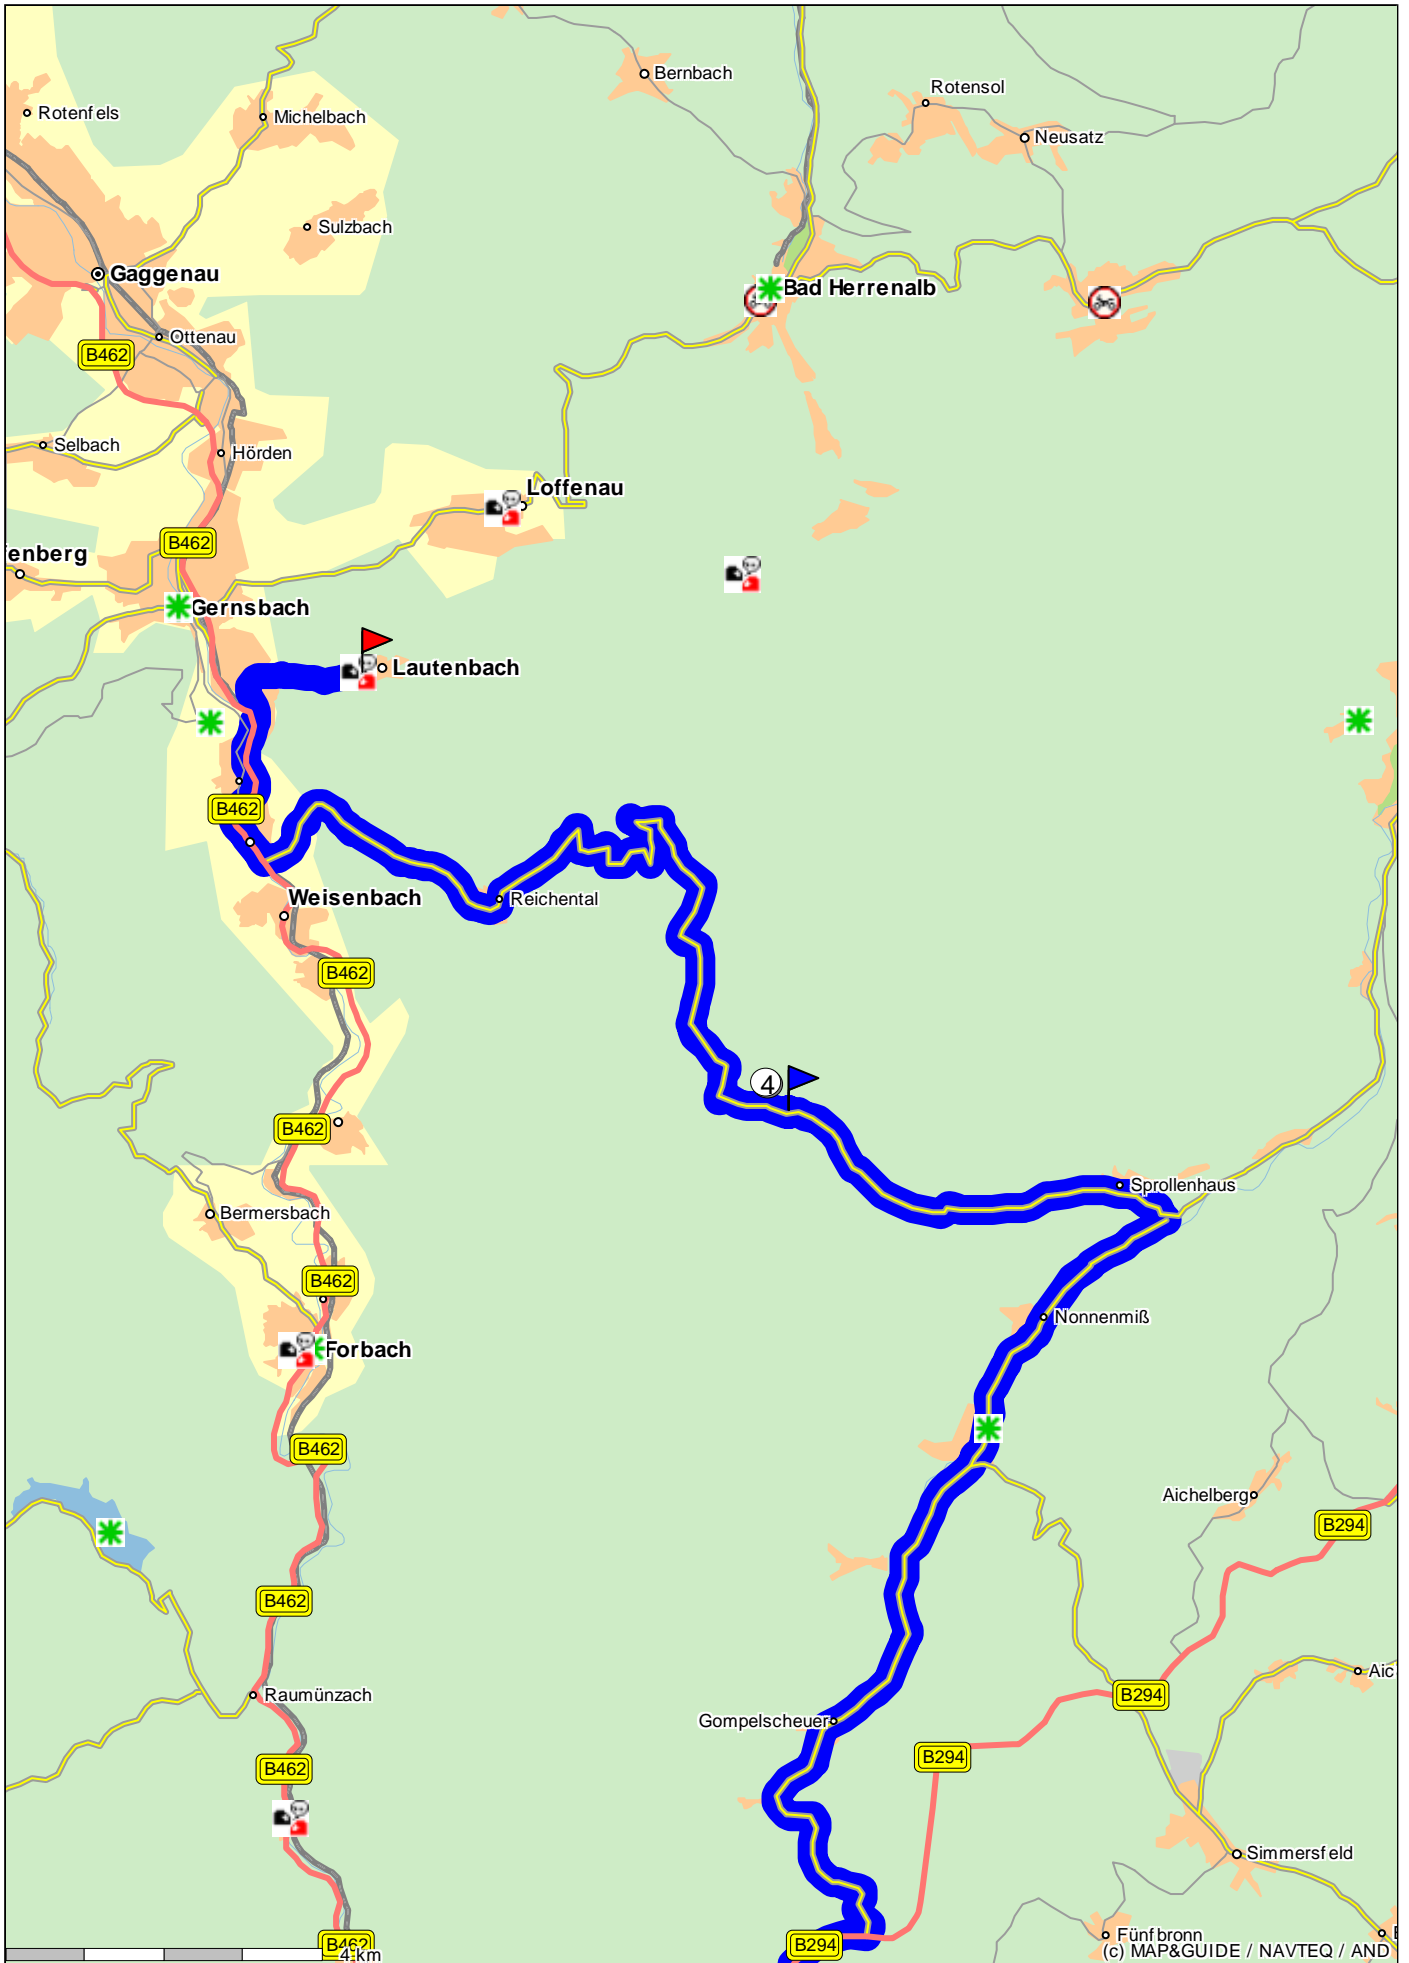 Bernbach
Rotensol
Rotenfels
Michelbach
Neusatz
Sulzbach
Gaggenau
Bad Herrenalb
Ottenau
B462
Selbach
Hörden
Loffenau
B462
fenberg
Gernsbach
Lautenbach
B462
Reichental
Weisenbach
B462
4
B462
Sprollenhaus
Bermersbach
B462
Nonnenmiß
Forbach
B462
Aichelberg
B294
B462
Aic
Raumünzach
B294
Gompelscheuer
B294
B462
Simmersfeld
Fünfbronn
B462
B294
4 km
(c) MAP&GUIDE / NAVTEQ / AND